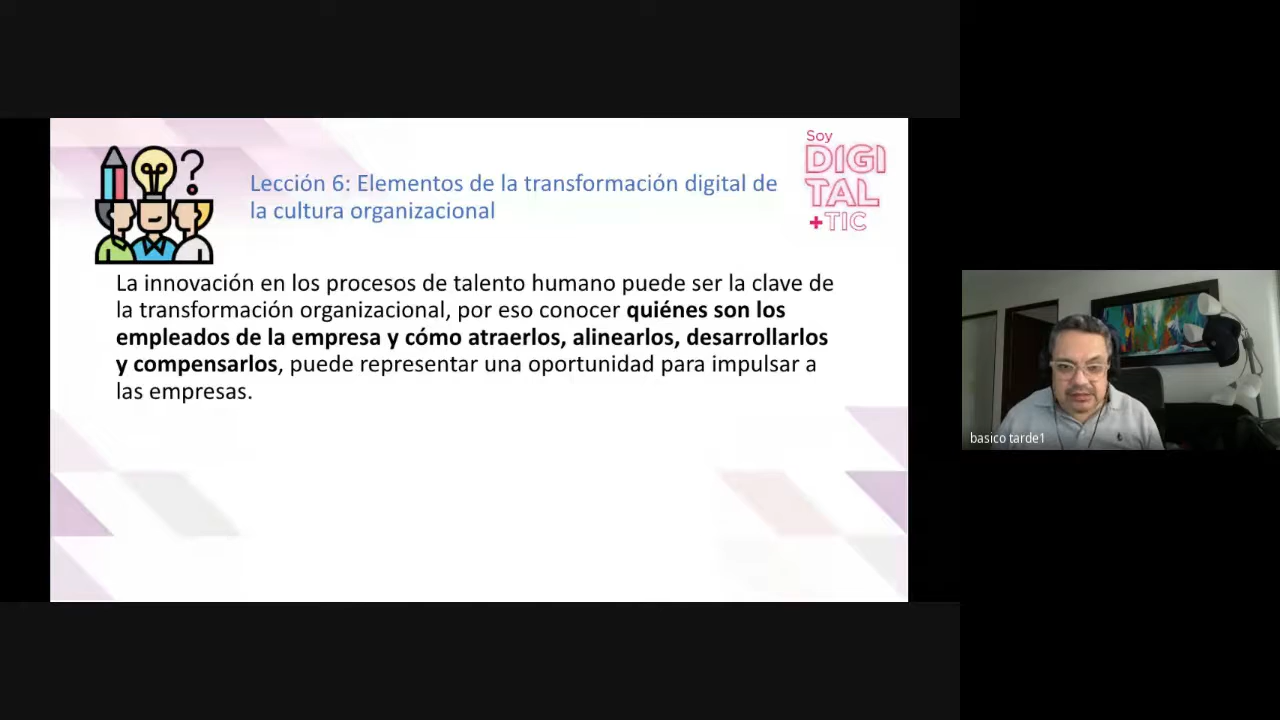 Soy
DIGI
TAL
+TIC
Lección 6: Elementos de la transformación digital de
la cultura organizacional
La innovación en los procesos de talento humano puede ser la clave de
la transformación organizacional, por eso conocer quiénes son los
empleados de la empresa y cómo atraerlos, alinearlos, desarrollarlos
y compensarlos, puede representar una oportunidad para impulsar a
las empresas.
basico tarde1